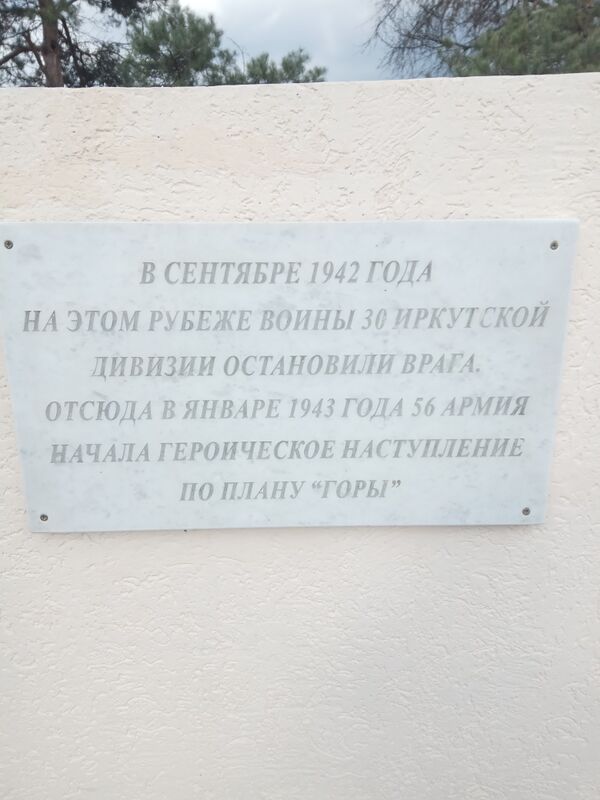 В СЕНТЯБРЕ 1942 ГОДА
НА ЭТОМ РУБЕЖЕ ВОИНЫ 30 ИРКУТСКОЙ
ДИВИЗИИ ОСТАНОВИЛИ ВРАГА.
ОТСЮДА В ЯНВАРЕ 1943 ГОДА 56 АРМИЯ
НАЧАЛА ГЕРОИЧЕСКОЕ НАСТУПЛЕНИЕ
ПО ПЛАНУ “ГОРЫ”